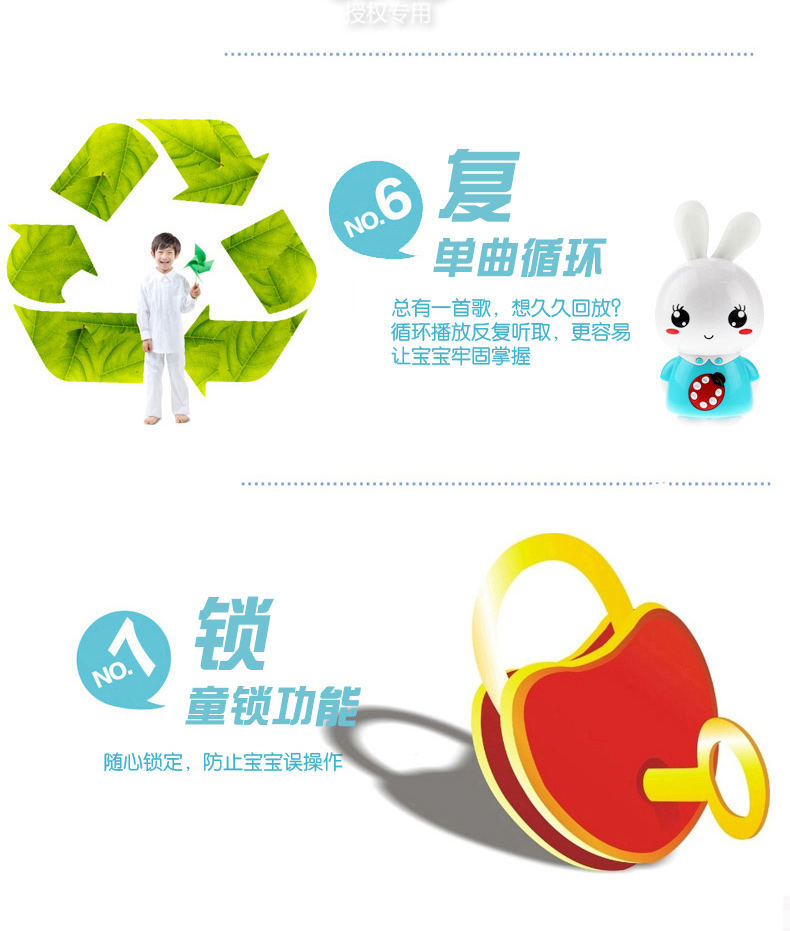 授权专用
NO.6
复
单曲循环
总有一首歌，想久久回放?
循环播放反复听取，更容易
让宝宝牢固掌握
NO.7
锁
童锁功能
随心锁定，防止宝宝误操作